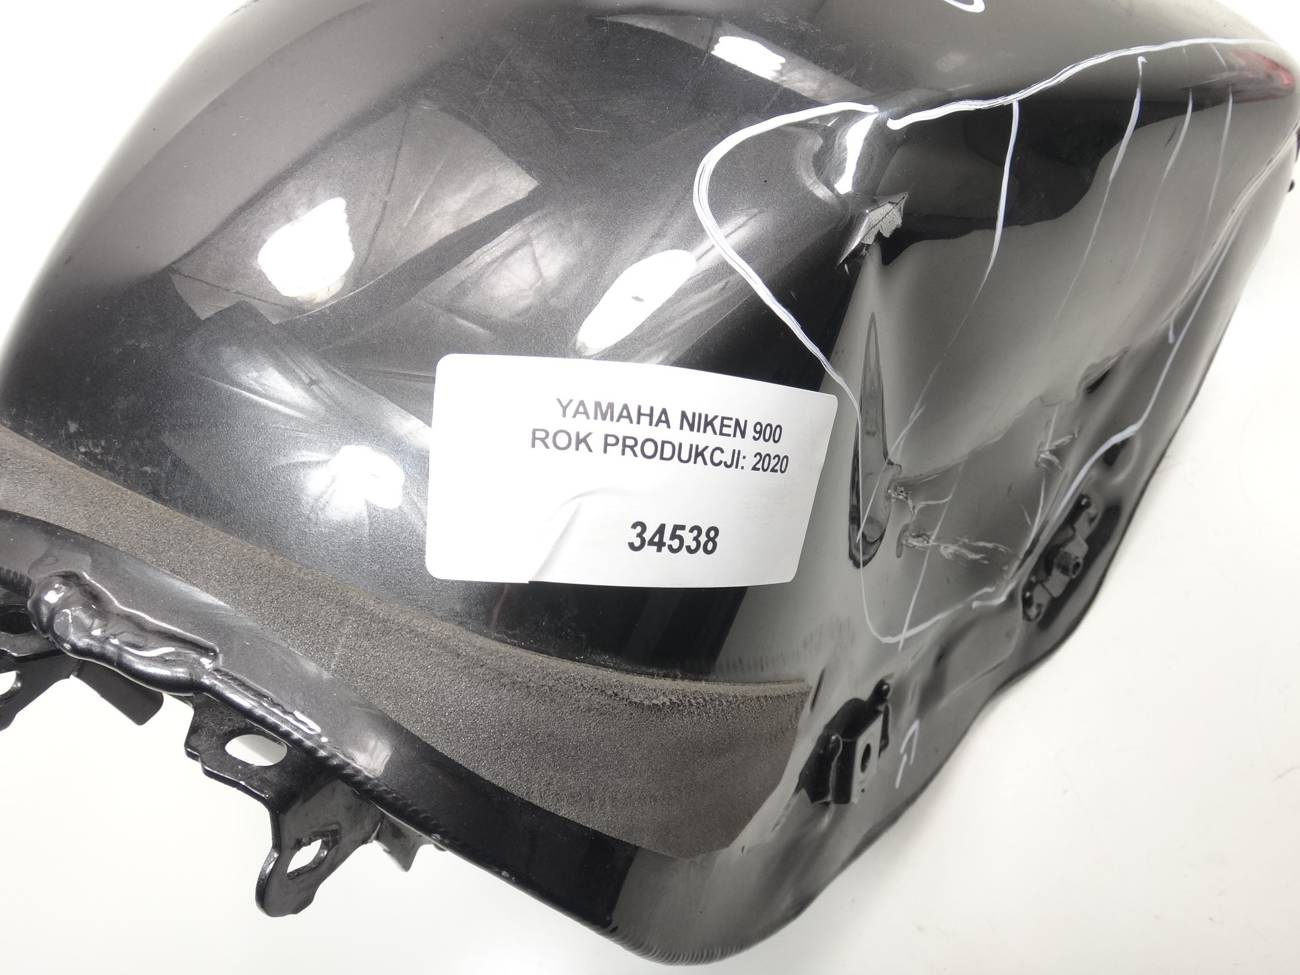 YAMAHA NIKEN 900
ROK PRODUKCJI: 2020
34538